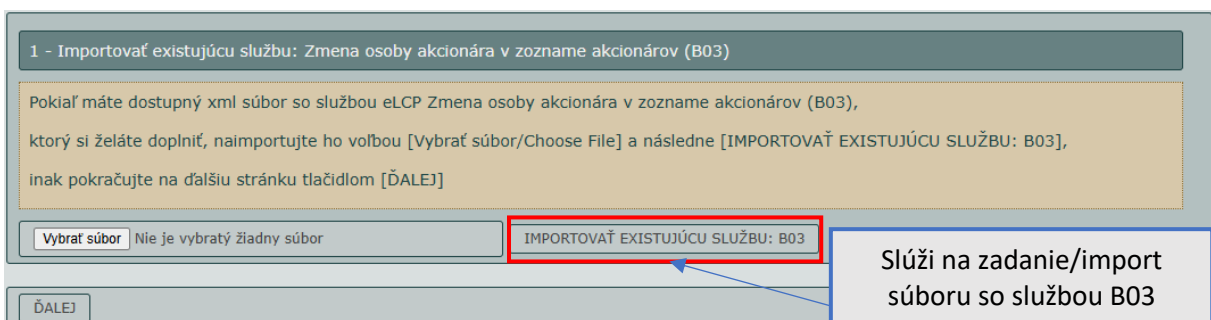 1 - Importovať existujúcu službu: Zmena osoby akcionára v zozname akcionárov (B03)
Pokiaľ máte dostupný xml súbor so službou eLCP Zmena osoby akcionára v zozname akcionárov (B03),
ktorý si želáte doplniť, naimportujte ho voľbou [Vybrať súbor/Choose File] a následne [IMPORTOVAŤ EXISTUJÚCU SLUŽBU: B03],
inak pokračujte na ďalšiu stránku tlačidlom [ĎALEJ]
Vybrať súbor Nie je vybratý žiadny súbor
IMPORTOVAŤ EXISTUJÚCU SLUŽBU: B03
Slúži na zadanie/import
súboru so službou B03
ĎALEJ